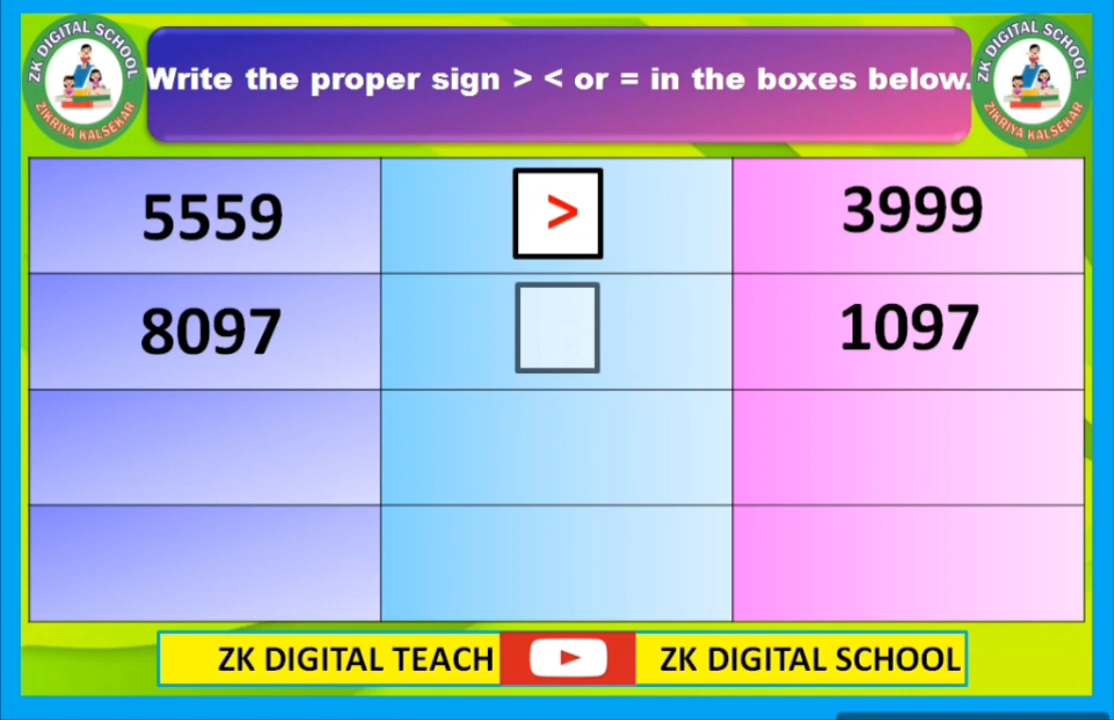 ZK DIGITAL SCHOOL
ZIKRIYA KALSEKAR
Write the proper sign > < or = in the boxes below.
ZK DIGITAL SCHOOL
ZIKRIYA KALSEKAR
5559 > 3999
8097 1097
ZK DIGITAL TEACH ZK DIGITAL SCHOOL